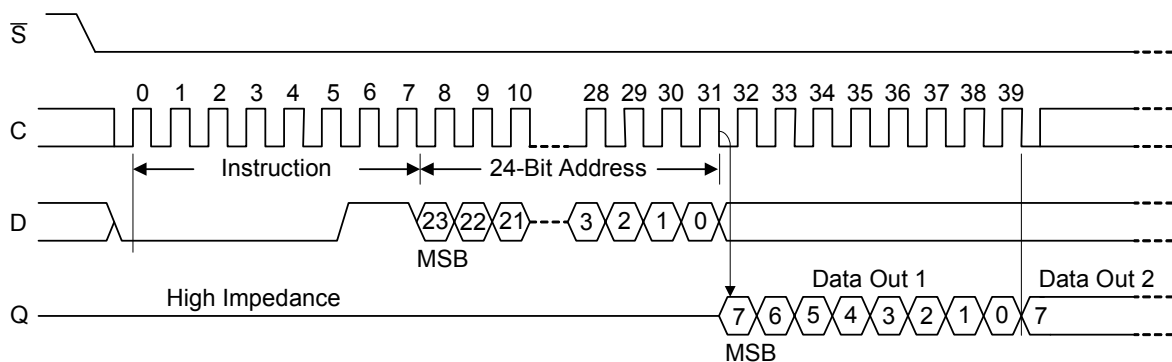 S
0 1 2 3 4 5 6 7 8 9 10 28 29 30 31 32 33 34 35 36 37 38 39
C
Instruction 24-Bit Address
D 23 22 21 3 2 1 0
MSB
High Impedance Data Out 1 Data Out 2
Q 7 6 5 4 3 2 1 0 7
MSB